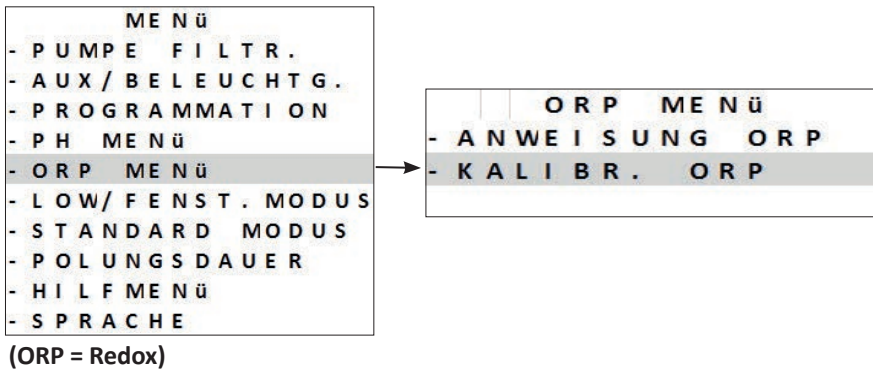 MENü
- PUMPE FILTR.
- AUX/BELEUCHTG.
- PROGRAMMATION
- PH MENü
- ORP MENü
- LOW/FENST. MODUS
- STANDARD MODUS
- POLUNGSDAUER
- HILFMENü
- SPRACHE
(ORP = Redox)
ORP MENü
- ANWEISUNG ORP
- KALIBR. ORP